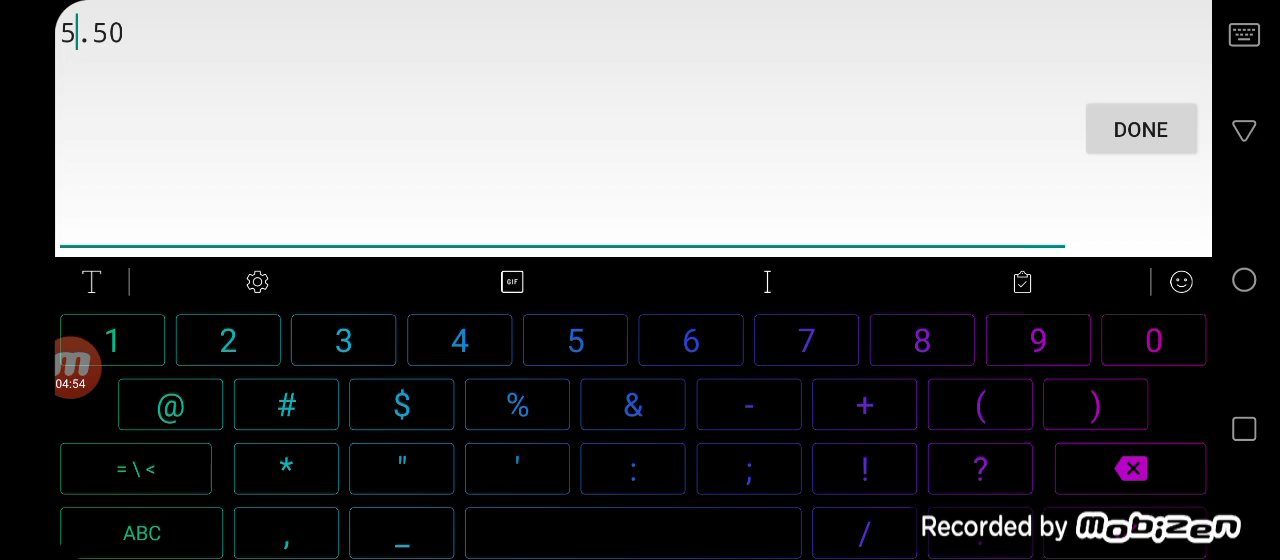 5.50
DONE
T GIF
1 2 3 4 5 6 7 8 9 0
m
04:54
@ # $ % & - + ( )
= \ < * " ' : ; ! ?
ABC , _ /
Recorded by mobizen